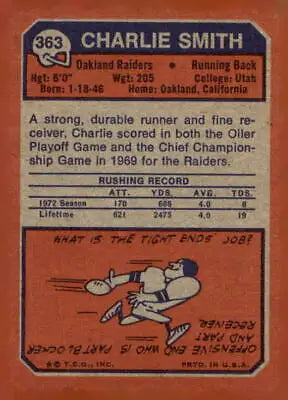 363
CHARLIE SMITH
Oakland Raiders • Running Back
Hgt: 6'0" Wgt: 205 College: Utah
Born: 1-18-46 Home: Oakland, California
A strong, durable runner and fine re-
ceiver, Charlie scored in both the Oiler
Playoff Game and the Chief Champion-
ship Game in 1969 for the Raiders.
RUSHING RECORD
ATT. YDS. AV. TDS.
1972 Season 170 686 4.0 8
Lifetime 621 2475 4.0 19
WHAT IS THE TIGHT ENDS' JOB?
OFFENSIVE END WHO IS PART BLOCKER
AND PART
RECEIVER.
© T.C.G., INC. PRTD. IN U.S.A.